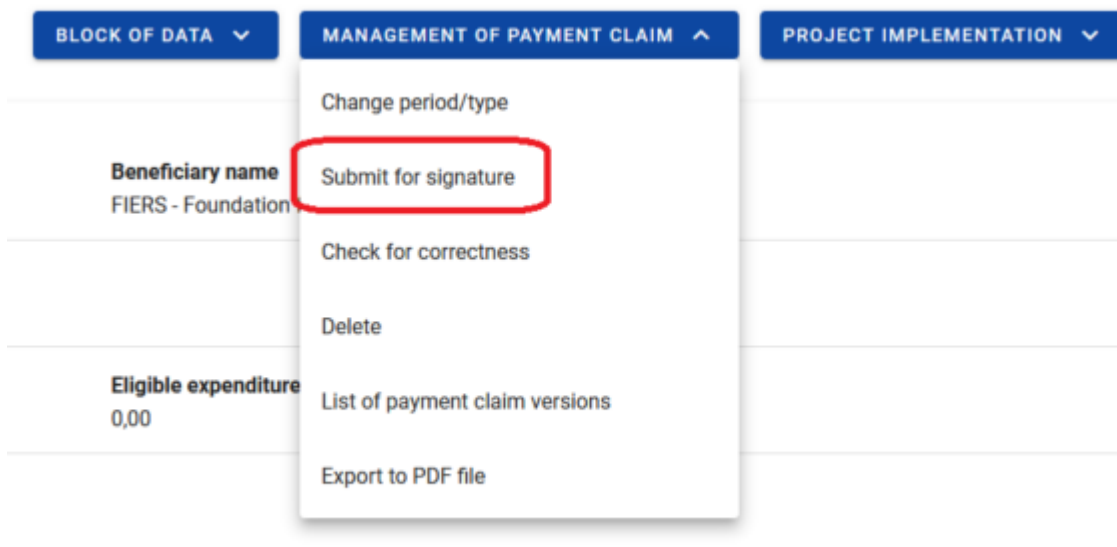 BLOCK OF DATA
MANAGEMENT OF PAYMENT CLAIM
PROJECT IMPLEMENTATION
Change period/type
Beneficiary name
Submit for signature
FIERS - Foundation
Check for correctness
Delete
Eligible expenditure
List of payment claim versions
0,00
Export to PDF file